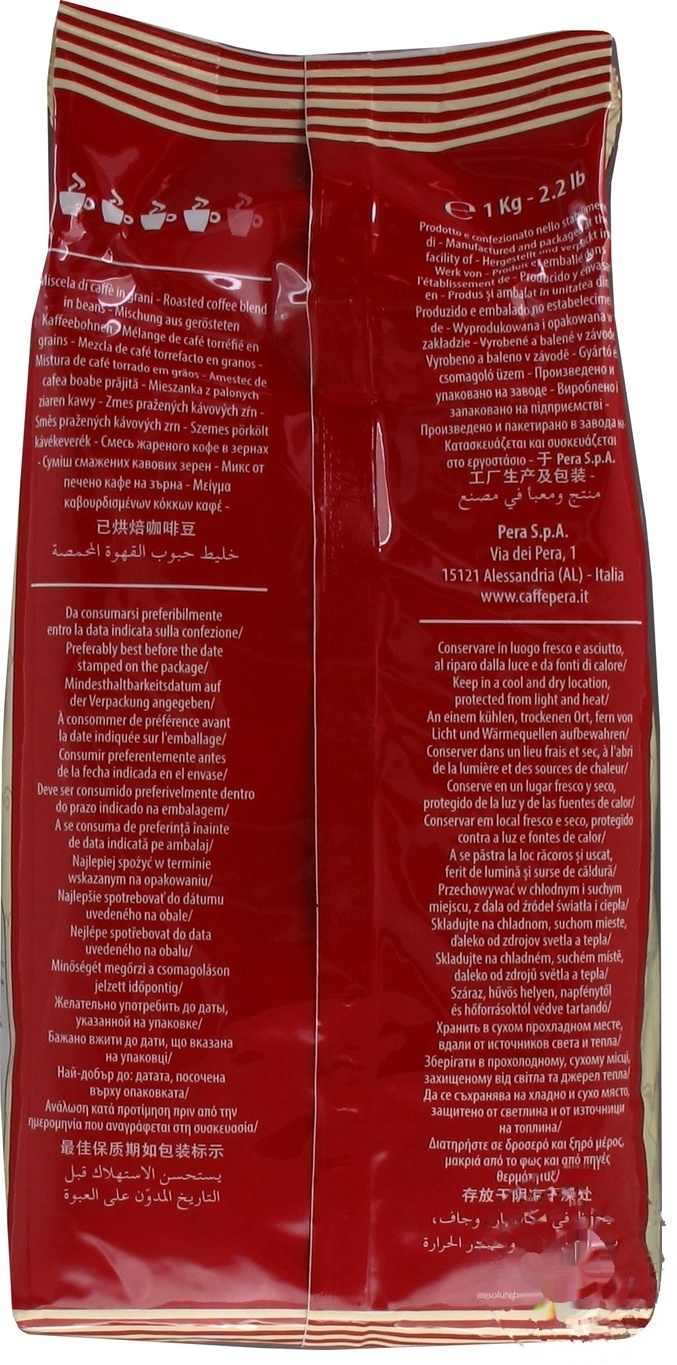 Miscela di caffè in grani - Roasted coffee blend
in beans - Mischung aus gerösteten
Kaffeebohnen - Mélange de café torréfié en
grains - Mezcla de café torrefacto en granos -
Mistura de café torrado em grãos - Amestec de
cafea boabe prăjită - Mieszanka z palonych
ziaren kawy - Zmes pražených kávových zŕn -
Směs pražených kávových zrn - Szemes pörkölt
kávékeverék - Смесь жареного кофе в зернах
- Суміш смажених кавових зерен - Микс от
печено кафе на зърна - Μείγμα
καβουρδισμένων κόκκων καφέ -
已烘焙咖啡豆
خليط حبوب القهوة المحمصة
Da consumarsi preferibilmente
entro la data indicata sulla confezione/
Preferably best before the date
stamped on the package/
Mindesthaltbarkeitsdatum auf
der Verpackung angegeben/
À consommer de préférence avant
la date indiquée sur l'emballage/
Consumir preferentemente antes
de la fecha indicada en el envase/
Deve ser consumido preferivelmente dentro
do prazo indicado na embalagem/
A se consuma de preferință înainte
de data indicată pe ambalaj/
Najlepiej spożyć w terminie
wskazanym na opakowaniu/
Najlepšie spotrebovať do dátumu
uvedeného na obale/
Nejlépe spotřebovat do data
uvedeného na obalu/
Minőségét megőrzi a csomagoláson
jelzett időpontig/
Желательно употребить до даты,
указанной на упаковке/
Бажано вжити до дати, що вказана
на упаковці/
Най-добър до: датата, посочена
върху опаковката/
Ανάλωση κατά προτίμηση πριν από την
ημερομηνία που αναγράφεται στη συσκευασία/
最佳保质期如包装标示
يستحسن الاستهلاك قبل
التاريخ المدوّن على العبوة
℮ 1 Kg - 2.2 lb
Prodotto e confezionato nello
di - Manufactured and packaged in the
facility of - Hergestellt und verpackt im
Werk von - Produit et emballé dans
l'établissement de - Producido y
en - Produs și ambalat in unitatea din
Produzido e embalado no
de - Wyprodukowana i opakowana w
zakładzie - Vyrobené a balené v závode
Vyrobeno a baleno v závodě -
csomagoló üzem - Произведено и
упаковано на заводе - Вироблено і
запаковано на підприємстві -
Произведено и пакетирано в завода на
Κατασκευάζεται και συσκευάζεται
στο εργοστάσιο - 于 Pera S.p.A.
工厂生产及包装 -
منتج ومعبأ في مصنع
Pera S.p.A.
Via dei Pera, 1
15121 Alessandria (AL) - Italia
www.caffepera.it
Conservare in luogo fresco e asciutto,
al riparo dalla luce e da fonti di calore/
Keep in a cool and dry location,
protected from light and heat/
An einem kühlen, trockenen Ort, fern von
Licht und Wärmequellen aufbewahren/
Conserver dans un lieu frais et sec, à l'abri
de la lumière et des sources de chaleur/
Conserve en un lugar fresco y seco,
protegido de la luz y de las fuentes de calor/
Conservar em local fresco e seco, protegido
contra a luz e fontes de calor/
A se păstra la loc răcoros și uscat,
ferit de lumină și surse de căldură/
Przechowywać w chłodnym i suchym
miejscu, z dala od źródeł światła i ciepła/
Skladujte na chladnom, suchom mieste,
ďaleko od zdrojov svetla a tepla/
Skladujte na chladném, suchém místě,
daleko od zdrojů světla a tepla/
Száraz, hűvös helyen, napfénytől
és hőforrásoktól védve tartandó/
Хранить в сухом прохладном месте,
вдали от источников света и тепла/
Зберігати в прохолодному, сухому місці,
захищеному від світла та джерел тепла/
Да се съхранява на хладно и сухо място,
защитено от светлина и от източници
на топлина/
Διατηρήστε σε δροσερό και ξηρό μέρος,
μακριά από το φως και από πηγές
θερμότητας/
存放于阴凉干燥处
في مكان بارد وجاف،
الحرارة